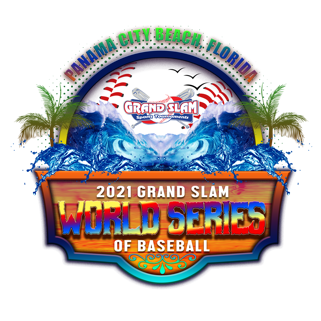 PANAMA CITY BEACH, FLORIDA
GRAND SLAM
Sports Tournaments
2021 GRAND SLAM
WORLD SERIES
OF BASEBALL